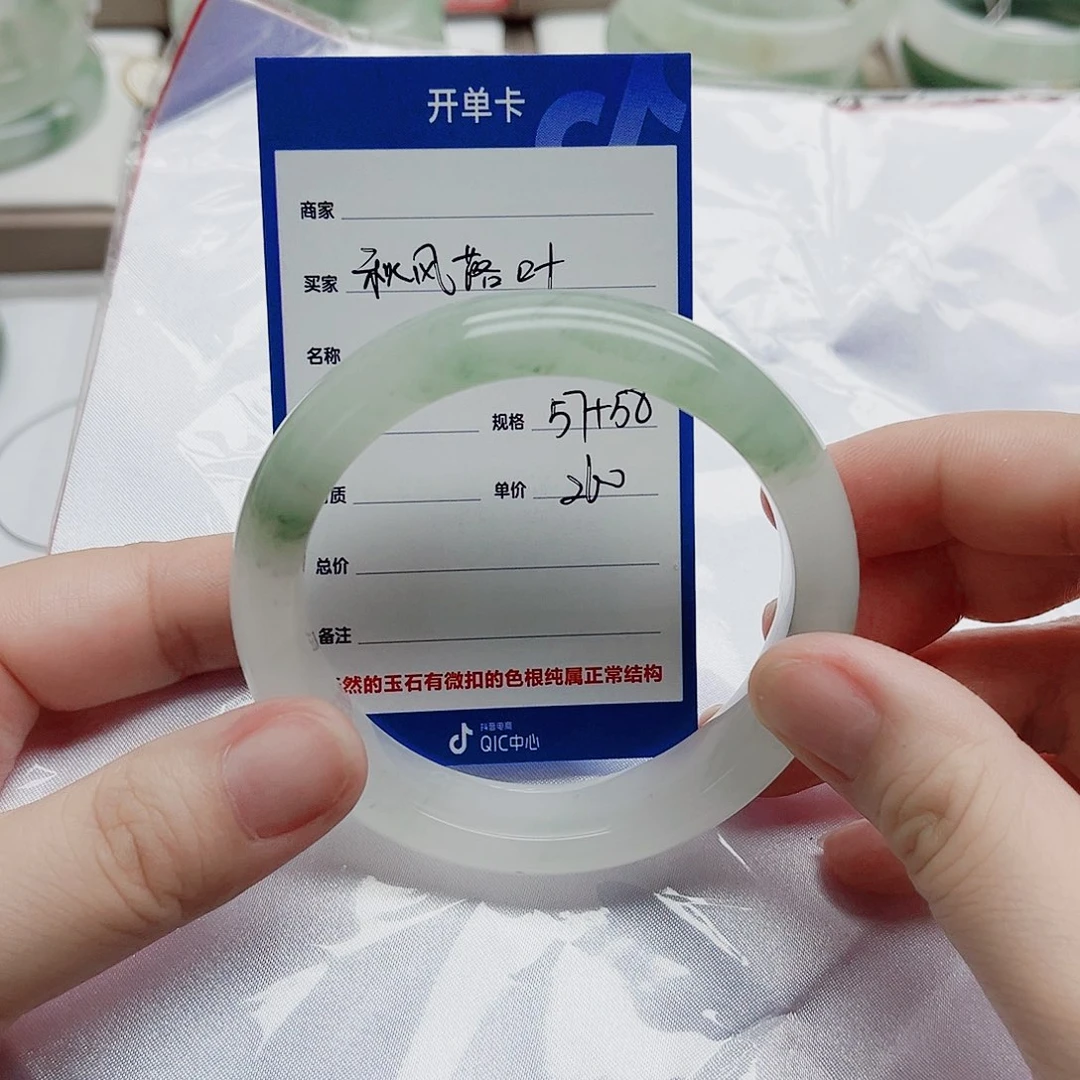 开单卡
商家
买家 秋风落叶
名称
规格 57+50
质 单价 260
总价
备注
然的玉石有微扣的色根纯属正常结构
抖音电商
QIC中心